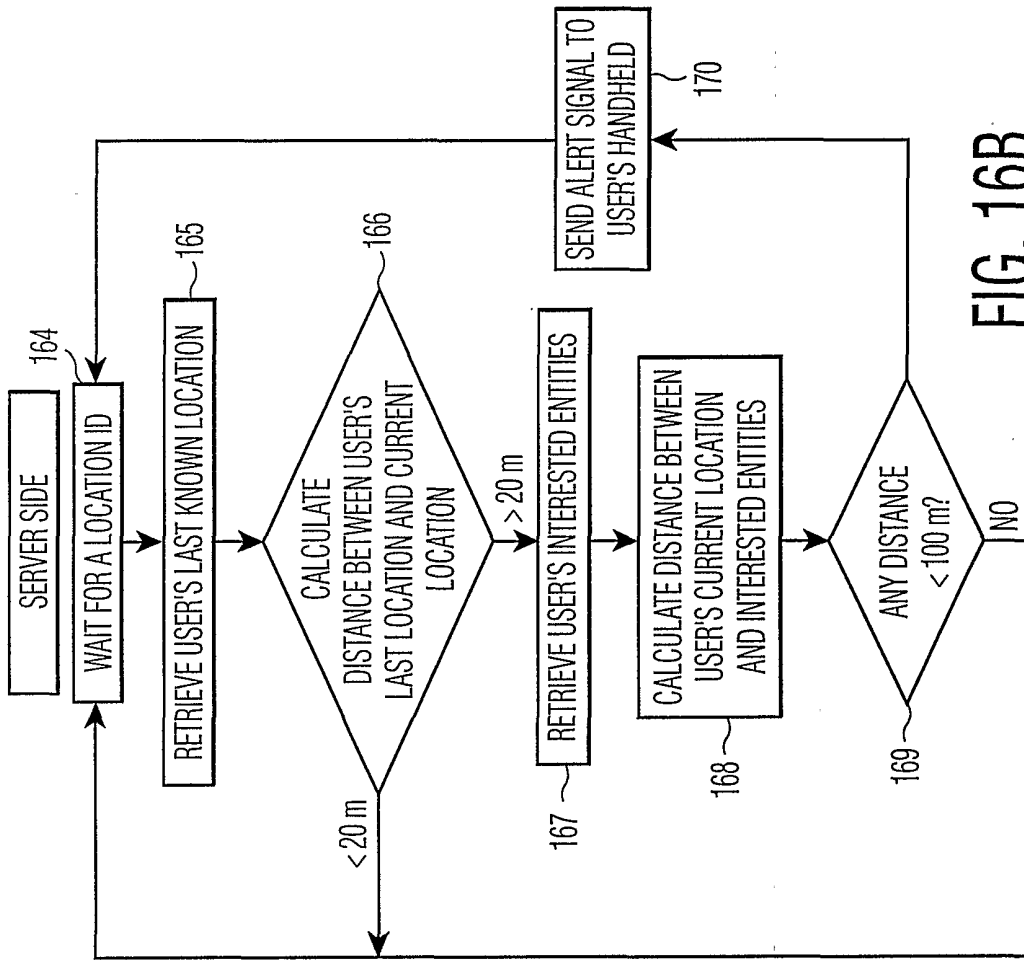 SERVER SIDE
WAIT FOR A LOCATION ID
164
RETRIEVE USER'S LAST KNOWN LOCATION
165
CALCULATE
DISTANCE BETWEEN USER'S
LAST LOCATION AND CURRENT
LOCATION
166
<20 m
>20 m
RETRIEVE USER'S INTERESTED ENTITIES
167
CALCULATE DISTANCE BETWEEN
USER'S CURRENT LOCATION
AND INTERESTED ENTITIES
168
ANY DISTANCE
<100 m?
169
NO
SEND ALERT SIGNAL TO
USER'S HANDHELD
170
FIG. 16B